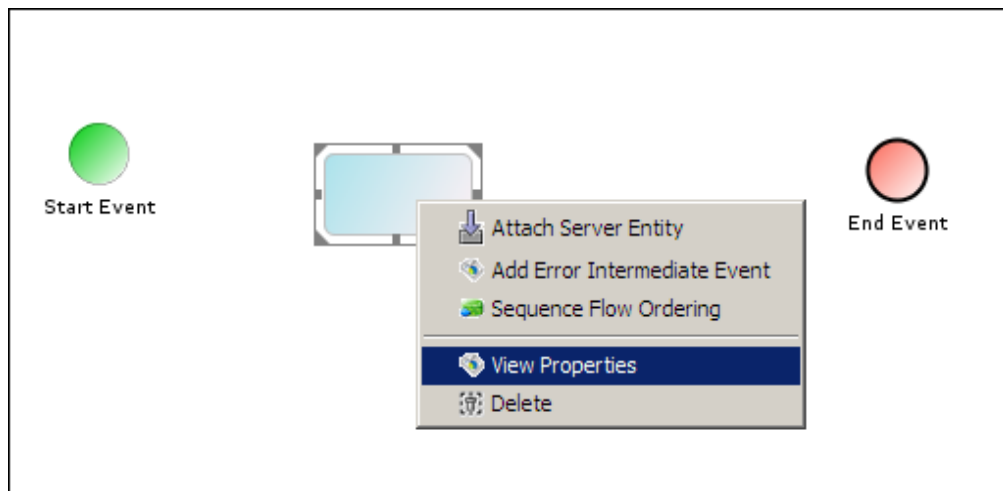 Start Event
End Event
Attach Server Entity
Add Error Intermediate Event
Sequence Flow Ordering
View Properties
Delete